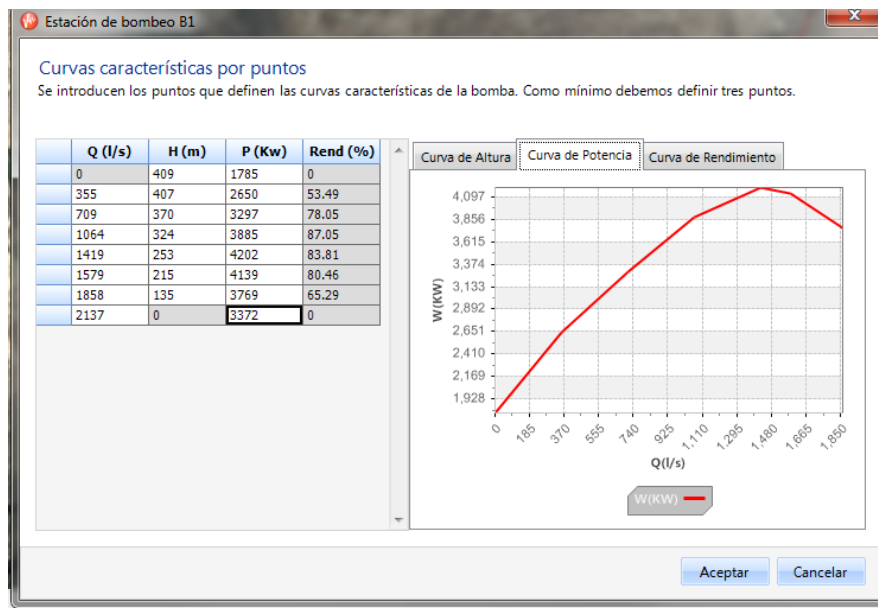 Estación de bombeo B1
x
Curvas características por puntos
Se introducen los puntos que definen las curvas características de la bomba. Como mínimo debemos definir tres puntos.
Q (l/s) H (m) P (Kw) Rend (%)
0 409 1785 0
355 407 2650 53.49
709 370 3297 78.05
1064 324 3885 87.05
1419 253 4202 83.81
1579 215 4139 80.46
1858 135 3769 65.29
2137 0 3372 0
Curva de Altura Curva de Potencia Curva de Rendimiento
4,097
3,856
3,615
3,374
3,133
2,892
2,651
2,410
2,169
1,928
W(KW)
0 185 370 555 740 925 1,110 1,295 1,480 1,665 1,850
Q(l/s)
W(KW)
Aceptar Cancelar